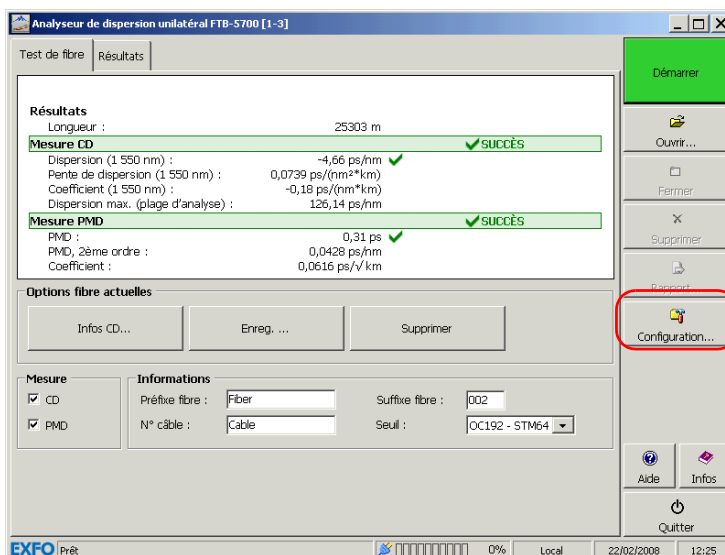 Analyseur de dispersion unilatéral FTB-5700 [1-3]
Test de fibre Résultats
Résultats
Longueur : 25303 m
Mesure CD SUCCÈS
Dispersion (1 550 nm) : -4,66 ps/nm
Pente de dispersion (1 550 nm) : 0,0739 ps/(nm²*km)
Coefficient (1 550 nm) : -0,18 ps/(nm*km)
Dispersion max. (plage d'analyse) : 126,14 ps/nm
Mesure PMD SUCCÈS
PMD : 0,31 ps
PMD, 2ème ordre : 0,0428 ps/nm
Coefficient : 0,0616 ps/√km
Options fibre actuelles
Infos CD... Enreg. ... Supprimer
Mesure
CD
PMD
Informations
Préfixe fibre : Fiber Suffixe fibre : 002
N° câble : Cable Seuil : OC192 - STM64
Démarrer
Ouvrir...
Fermer
Supprimer
Rapport...
Configuration...
Aide Infos
Quitter
EXFO Prêt 0% Local 22/02/2008 12:25